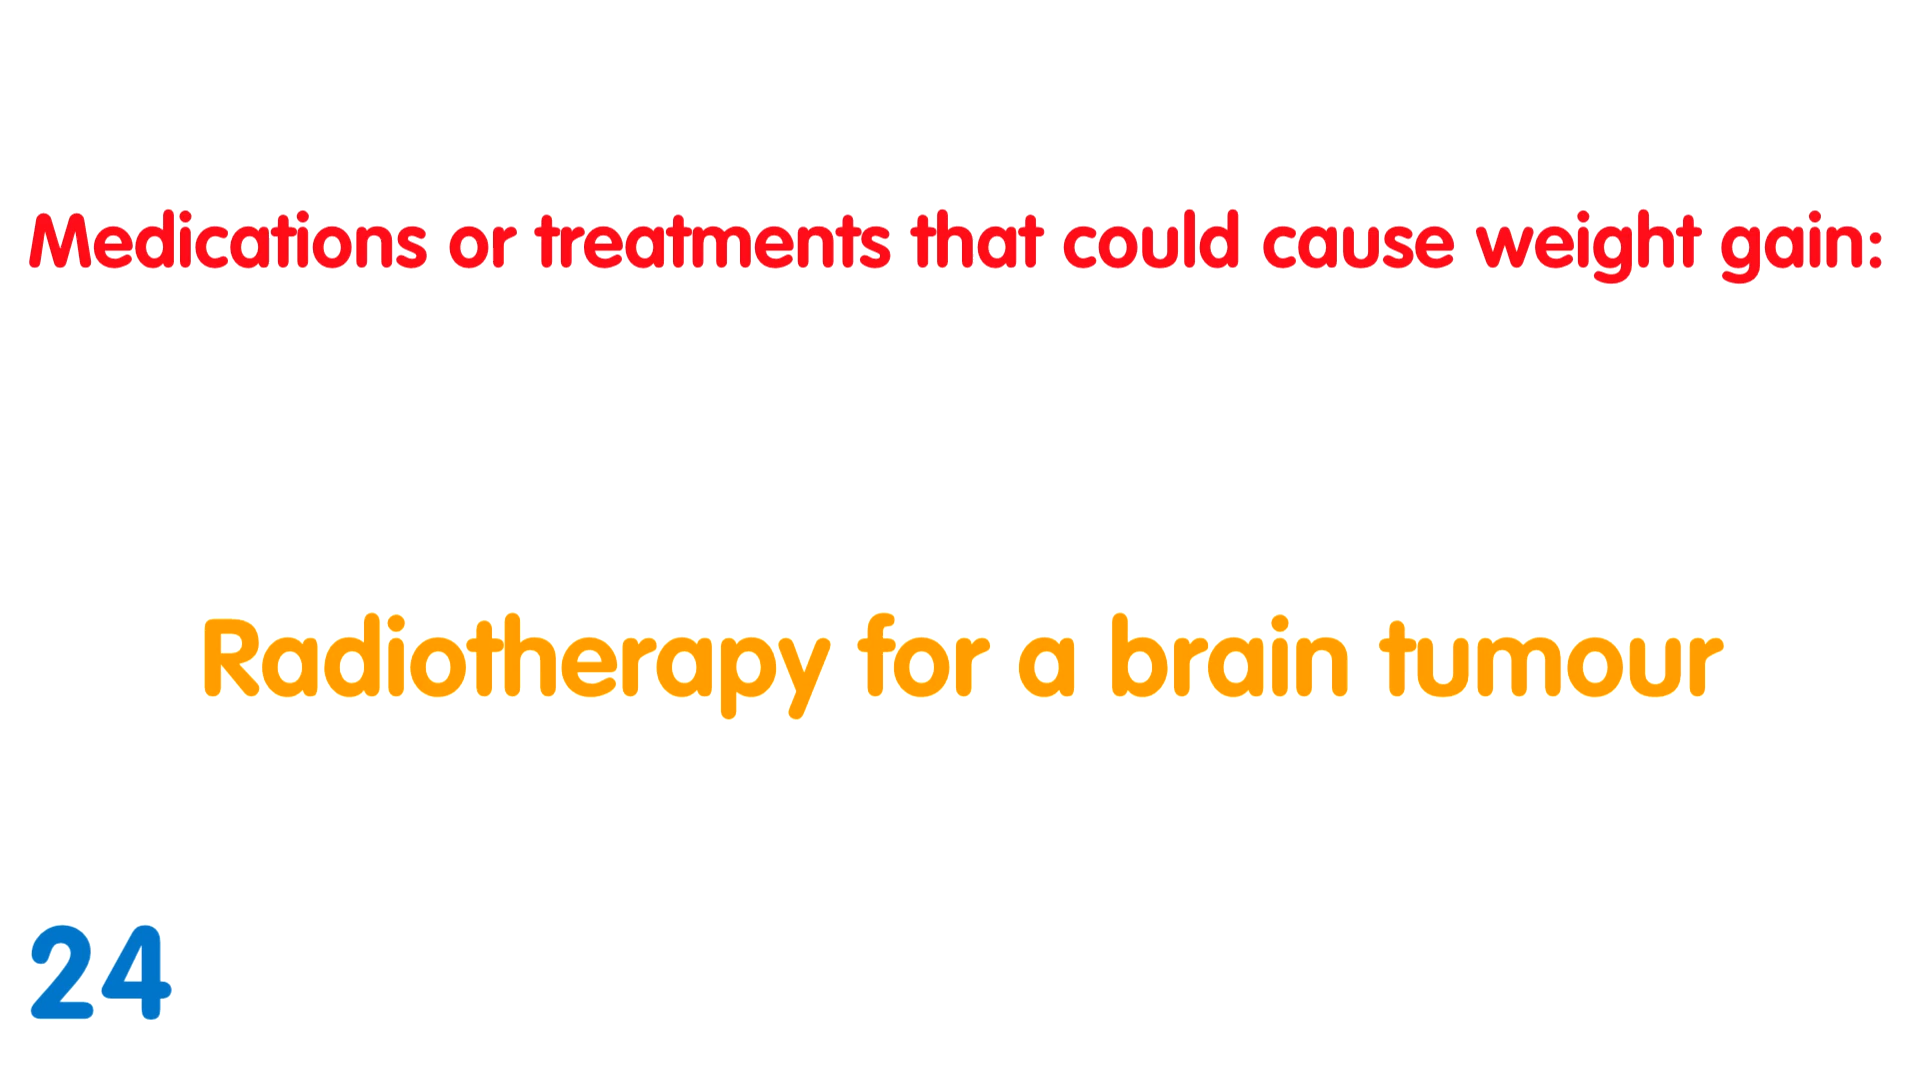 Medications or treatments that could cause weight gain:
Radiotherapy for a brain tumour
24